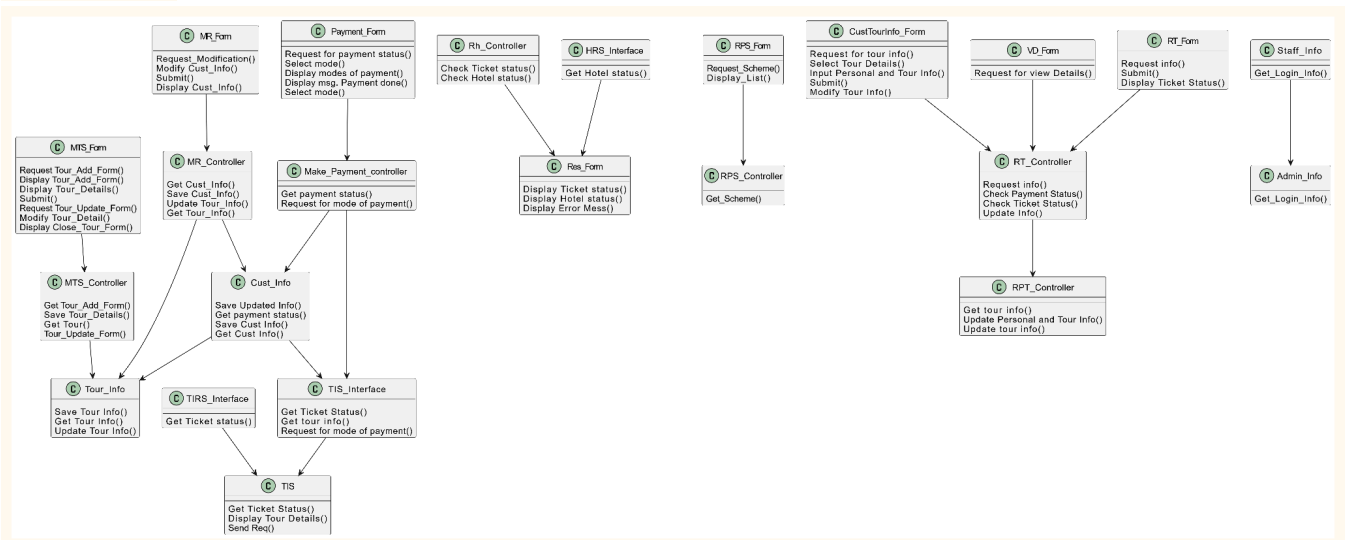 C MR_Form
Request_Modification()
Modify Cust_Info()
Submit()
Display Cust_Info()
C Payment_Form
Request for payment status()
Select mode()
Display modes of payment()
Display msg. Payment done()
Select mode()
C Rh_Controller
Check Ticket status()
Check Hotel status()
C HRS_Interface
Get Hotel status()
C RPS_Form
Request_Scheme()
Display_List()
C CustTourInfo_Form
Request for tour info()
Select Tour Details()
Input Personal and Tour Info()
Submit()
Modify Tour Info()
C VD_Form
Request for view Details()
C RT_Form
Request info()
Submit()
Display Ticket Status()
C Staff_Info
Get_Login_Info()
C MTS_Form
Request Tour_Add_Form()
Display Tour_Add_Form()
Display Tour_Details()
Submit()
Request Tour_Update_Form()
Modify Tour_Detail()
Display Close_Tour_Form()
C MR_Controller
Get Cust_Info()
Save Cust_Info()
Update Tour_Info()
Get Tour_Info()
C Make_Payment_controller
Get payment status()
Request for mode of payment()
C Res_Form
Display Ticket status()
Display Hotel status()
Display Error Mess()
C RPS_Controller
Get_Scheme()
C RT_Controller
Request info()
Check Payment Status()
Check Ticket Status()
Update Info()
C Admin_Info
Get_Login_Info()
C MTS_Controller
Get Tour_Add_Form()
Save Tour_Details()
Get Tour()
Tour_Update_Form()
C Cust_Info
Save Updated Info()
Get payment status()
Save Cust Info()
Get Cust Info()
C RPT_Controller
Get tour info()
Update Personal and Tour Info()
Update tour info()
C Tour_Info
Save Tour Info()
Get Tour Info()
Update Tour Info()
C TIRS_Interface
Get Ticket status()
C TIS_Interface
Get Ticket Status()
Get tour info()
Request for mode of payment()
C TIS
Get Ticket Status()
Display Tour Details()
Send Req()